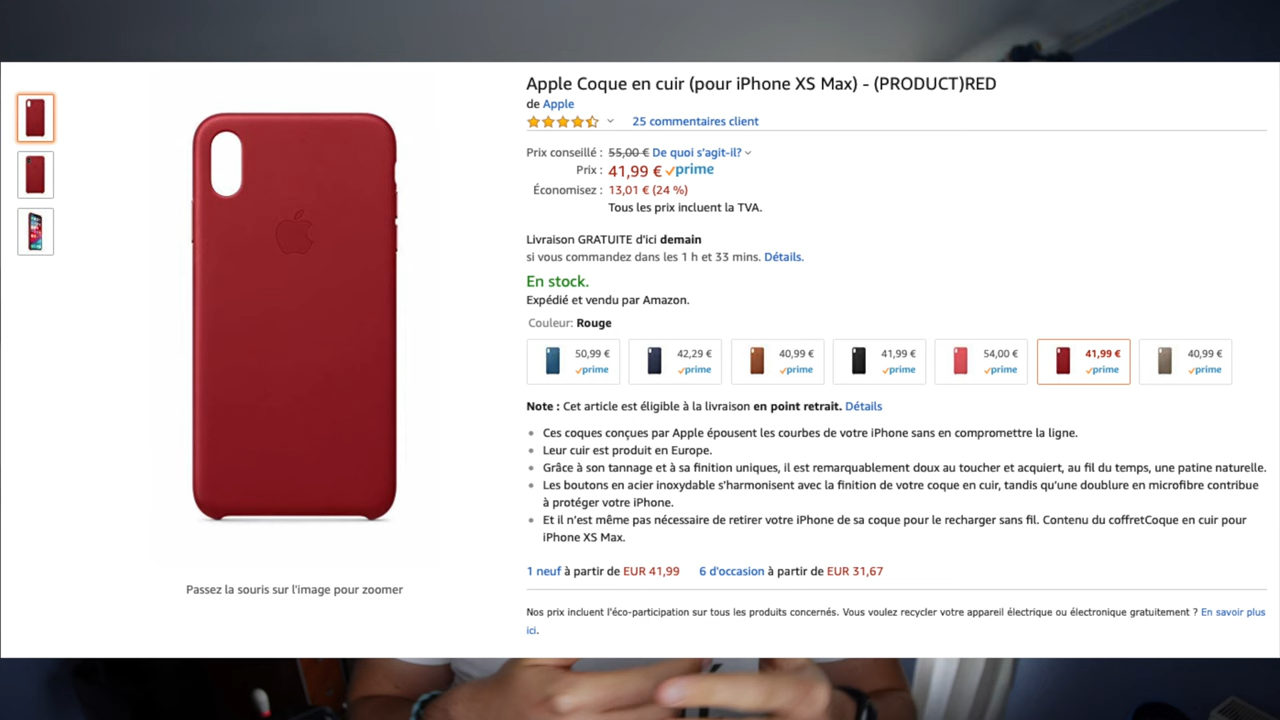 Apple Coque en cuir (pour iPhone XS Max) - (PRODUCT)RED
de Apple
25 commentaires client
Prix conseillé : 55,00 € De quoi s'agit-il?
Prix : 41,99 € prime
Économisez : 13,01 € (24 %)
Tous les prix incluent la TVA.
Livraison GRATUITE d'ici demain
si vous commandez dans les 1 h et 33 mins. Détails.
En stock.
Expédié et vendu par Amazon.
Couleur: Rouge
50,99 € 42,29 € 40,99 € 41,99 € 54,00 € 41,99 € 40,99 €
prime prime prime prime prime prime prime
Note : Cet article est éligible à la livraison en point retrait. Détails
Ces coques conçues par Apple épousent les courbes de votre iPhone sans en compromettre la ligne.
Leur cuir est produit en Europe.
Grâce à son tannage et à sa finition uniques, il est remarquablement doux au toucher et acquiert, au fil du temps, une patine naturelle.
Les boutons en acier inoxydable s'harmonisent avec la finition de votre coque en cuir, tandis qu'une doublure en microfibre contribue
à protéger votre iPhone.
Et il n'est même pas nécessaire de retirer votre iPhone de sa coque pour le recharger sans fil. Contenu du coffretCoque en cuir pour
iPhone XS Max.
1 neuf à partir de EUR 41,99 6 d'occasion à partir de EUR 31,67
Passez la souris sur l'image pour zoomer
Nos prix incluent l'éco-participation sur tous les produits concernés. Vous voulez recycler votre appareil électrique ou électronique gratuitement ? En savoir plus
ici.